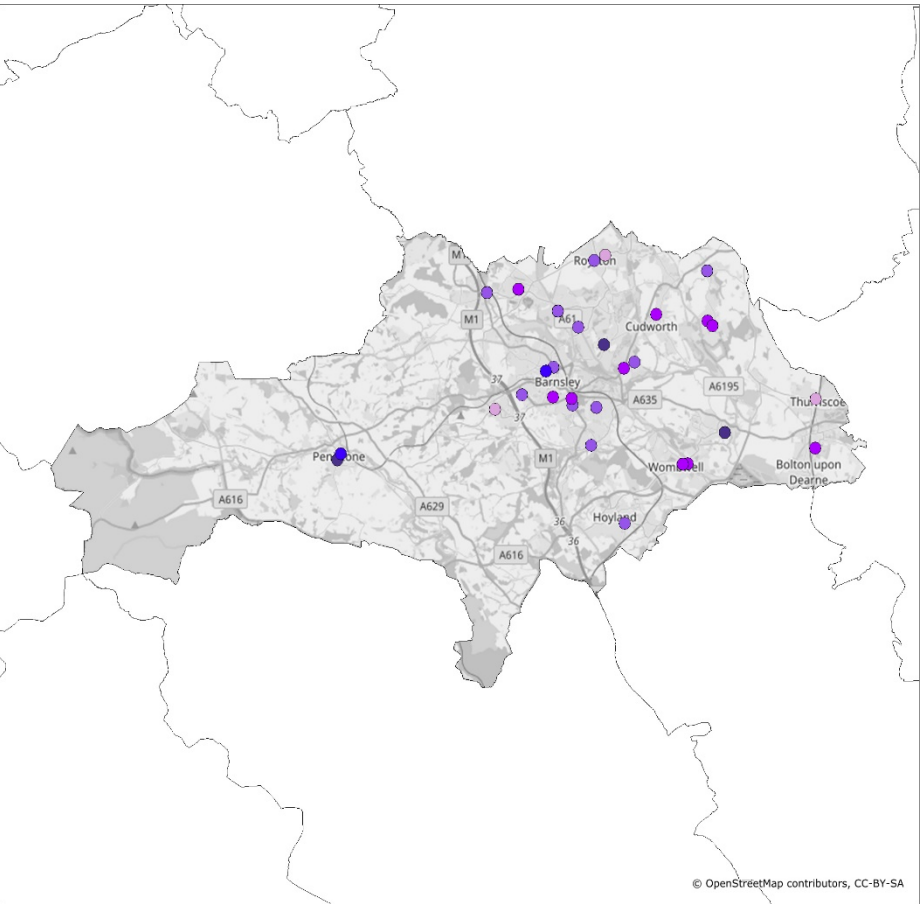 M
Royston
M1
A61
Cudworth
37
Barnsley
A6195
A635
Thurnscoe
37
Penistone
M1
Wombwell
Bolton upon
Dearne
A616
A629
Hoyland
36
36
A616
© OpenStreetMap contributors, CC-BY-SA